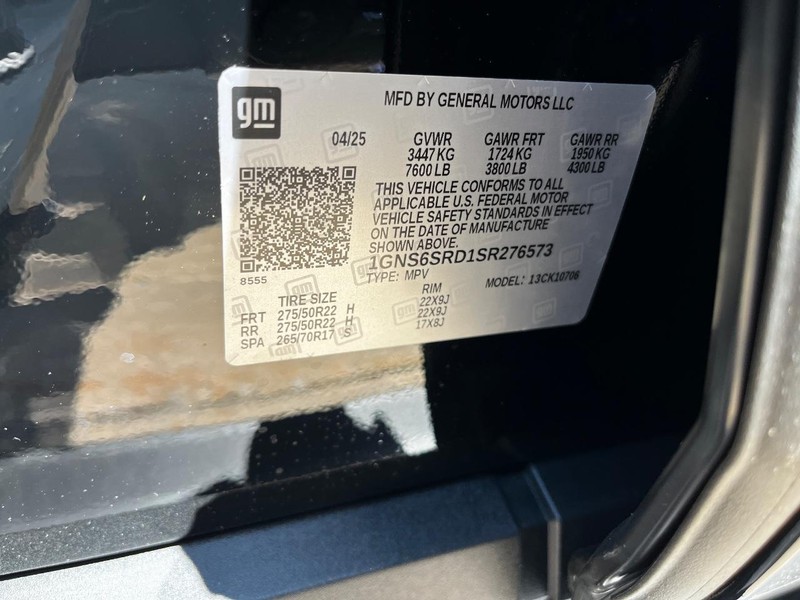 gm
MFD BY GENERAL MOTORS LLC
04/25 GVWR GAWR FRT GAWR RR
3447 KG 1724 KG 1950 KG
7600 LB 3800 LB 4300 LB
THIS VEHICLE CONFORMS TO ALL
APPLICABLE U.S. FEDERAL MOTOR
VEHICLE SAFETY STANDARDS IN EFFECT
ON THE DATE OF MANUFACTURE
SHOWN ABOVE.
1GNS6SRD1SR276573
8555 TYPE: MPV MODEL: 13CK10706
TIRE SIZE RIM
FRT 275/50R22 H 22X9J
RR 275/50R22 H 22X9J
SPA 265/70R17 S 17X8J